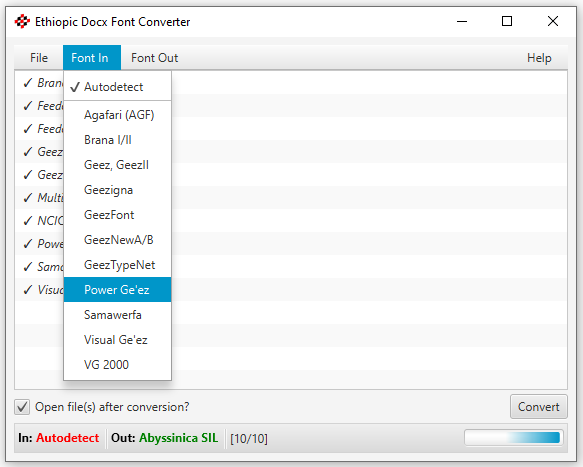 Ethiopic Docx Font Converter
File Font In Font Out Help
✓ Autodetect
Agafari (AGF)
Brana I/II
Geez, GeezII
Geezigna
GeezFont
GeezNewA/B
GeezTypeNet
Power Ge'ez
Samawerfa
Visual Ge'ez
VG 2000
✓ Bran
✓ Feed
✓ Feed
✓ Geez
✓ Geez
✓ Multi
✓ NCIC
✓ Powe
✓ Sama
✓ Visua
Open file(s) after conversion? Convert
In: Autodetect Out: Abyssinica SIL [10/10]